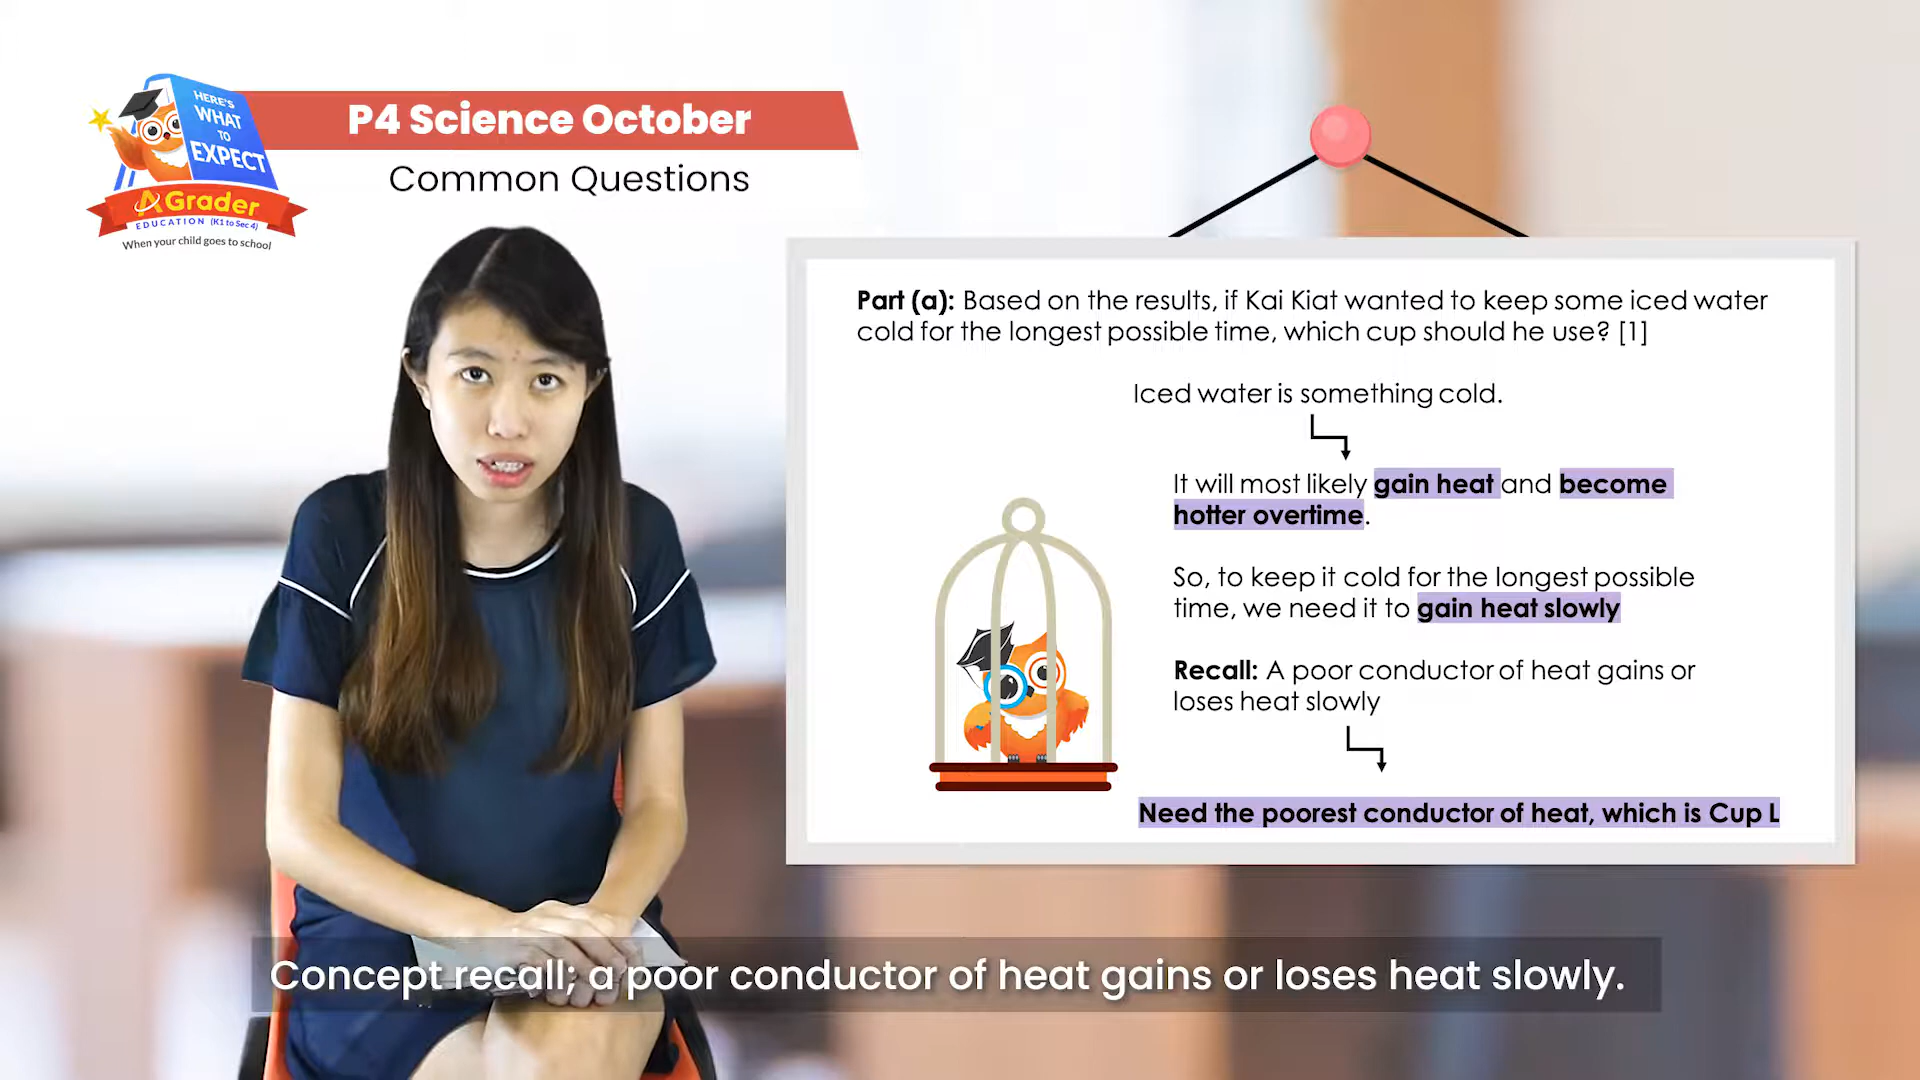 HERE'S
WHAT
TO
EXPECT
AGrader
EDUCATION (K1 to Sec 4)
When your child goes to school
P4 Science October
Common Questions
Part (a): Based on the results, if Kai Kiat wanted to keep some iced water
cold for the longest possible time, which cup should he use? [1]
Iced water is something cold.
It will most likely gain heat and become
hotter overtime.
So, to keep it cold for the longest possible
time, we need it to gain heat slowly
Recall: A poor conductor of heat gains or
loses heat slowly
Need the poorest conductor of heat, which is Cup L
Concept recall; a poor conductor of heat gains or loses heat slowly.